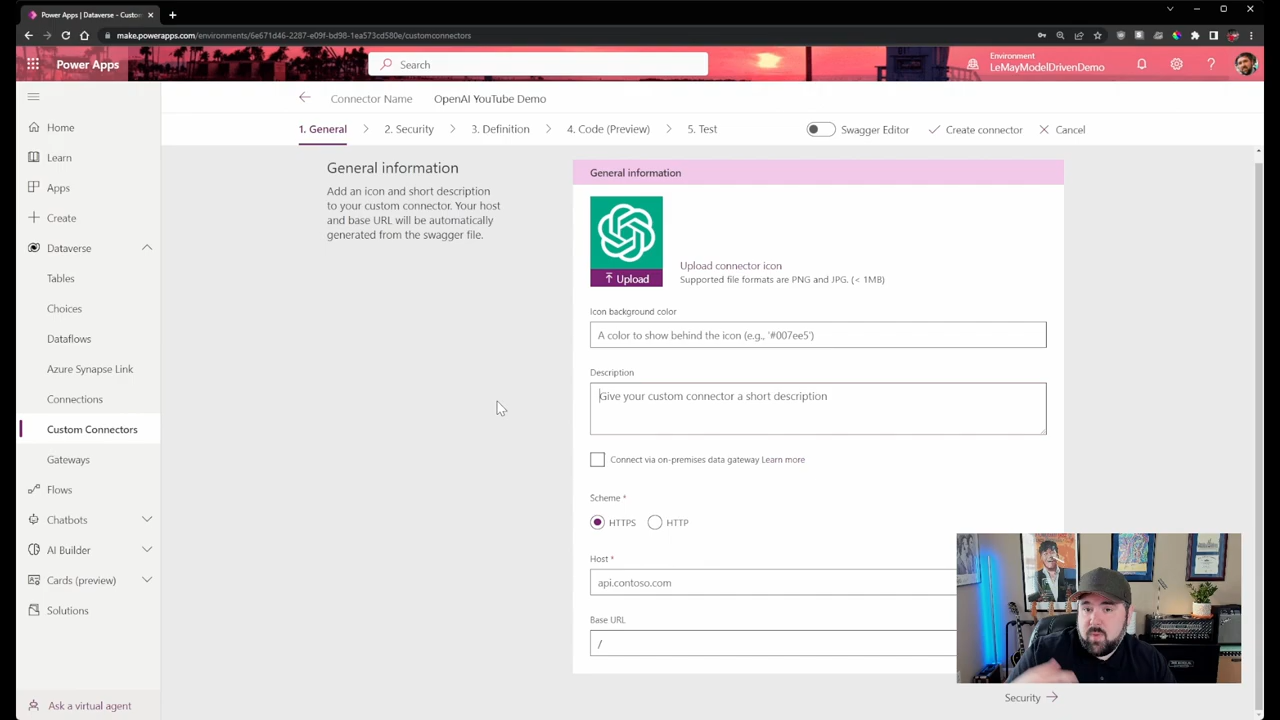 Power Apps | Dataverse - Custom
make.powerapps.com/environments/6e671d46-2287-e09f-bd98-1ea573cd580e/customconnectors
Power Apps
Search
Environment
LeMayModelDrivenDemo
Connector Name
OpenAI YouTube Demo
1. General
2. Security
3. Definition
4. Code (Preview)
5. Test
Swagger Editor
Create connector
Cancel
Home
Learn
Apps
Create
Dataverse
Tables
Choices
Dataflows
Azure Synapse Link
Connections
Custom Connectors
Gateways
Flows
Chatbots
AI Builder
Cards (preview)
Solutions
Ask a virtual agent
General information
Add an icon and short description
to your custom connector. Your host
and base URL will be automatically
generated from the swagger file.
General information
Upload
Upload connector icon
Supported file formats are PNG and JPG. (< 1MB)
Icon background color
A color to show behind the icon (e.g., '#007ee5')
Description
Give your custom connector a short description
Connect via on-premises data gateway Learn more
Scheme *
HTTPS
HTTP
Host *
api.contoso.com
Base URL
/
Security